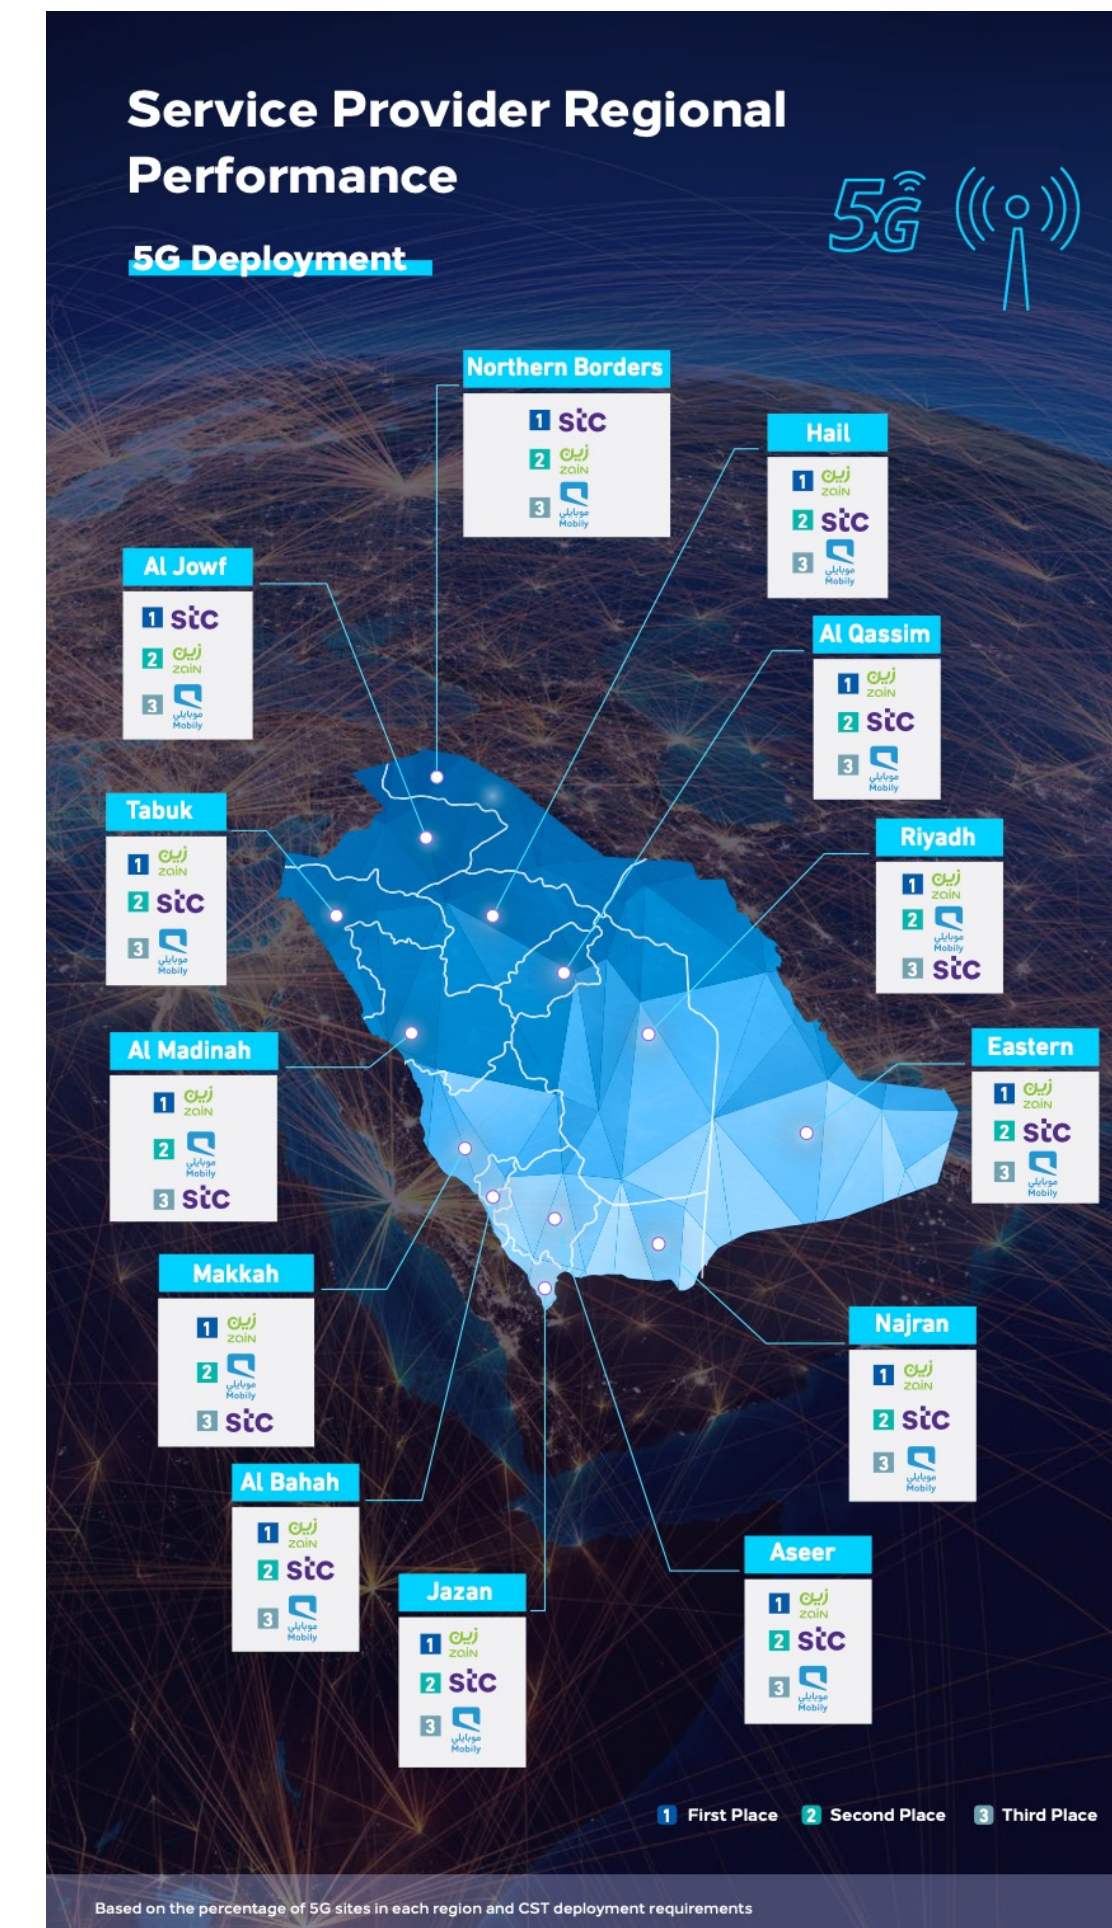 Service Provider Regional
Performance
5G Deployment
5G
Northern Borders
1 stc
2 زين
zain
3 موبايلي
Mobily
Hail
1 زين
zain
2 stc
3 موبايلي
Mobily
Al Jowf
1 stc
2 زين
zain
3 موبايلي
Mobily
Al Qassim
1 زين
zain
2 stc
3 موبايلي
Mobily
Tabuk
1 زين
zain
2 stc
3 موبايلي
Mobily
Riyadh
1 زين
zain
2 موبايلي
Mobily
3 stc
Al Madinah
1 زين
zain
2 موبايلي
Mobily
3 stc
Eastern
1 زين
zain
2 stc
3 موبايلي
Mobily
Makkah
1 زين
zain
2 موبايلي
Mobily
3 stc
Najran
1 زين
zain
2 stc
3 موبايلي
Mobily
Al Bahah
1 زين
zain
2 stc
3 موبايلي
Mobily
Aseer
1 زين
zain
2 stc
3 موبايلي
Mobily
Jazan
1 زين
zain
2 stc
3 موبايلي
Mobily
1 First Place 2 Second Place 3 Third Place
Based on the percentage of 5G sites in each region and CST deployment requirements